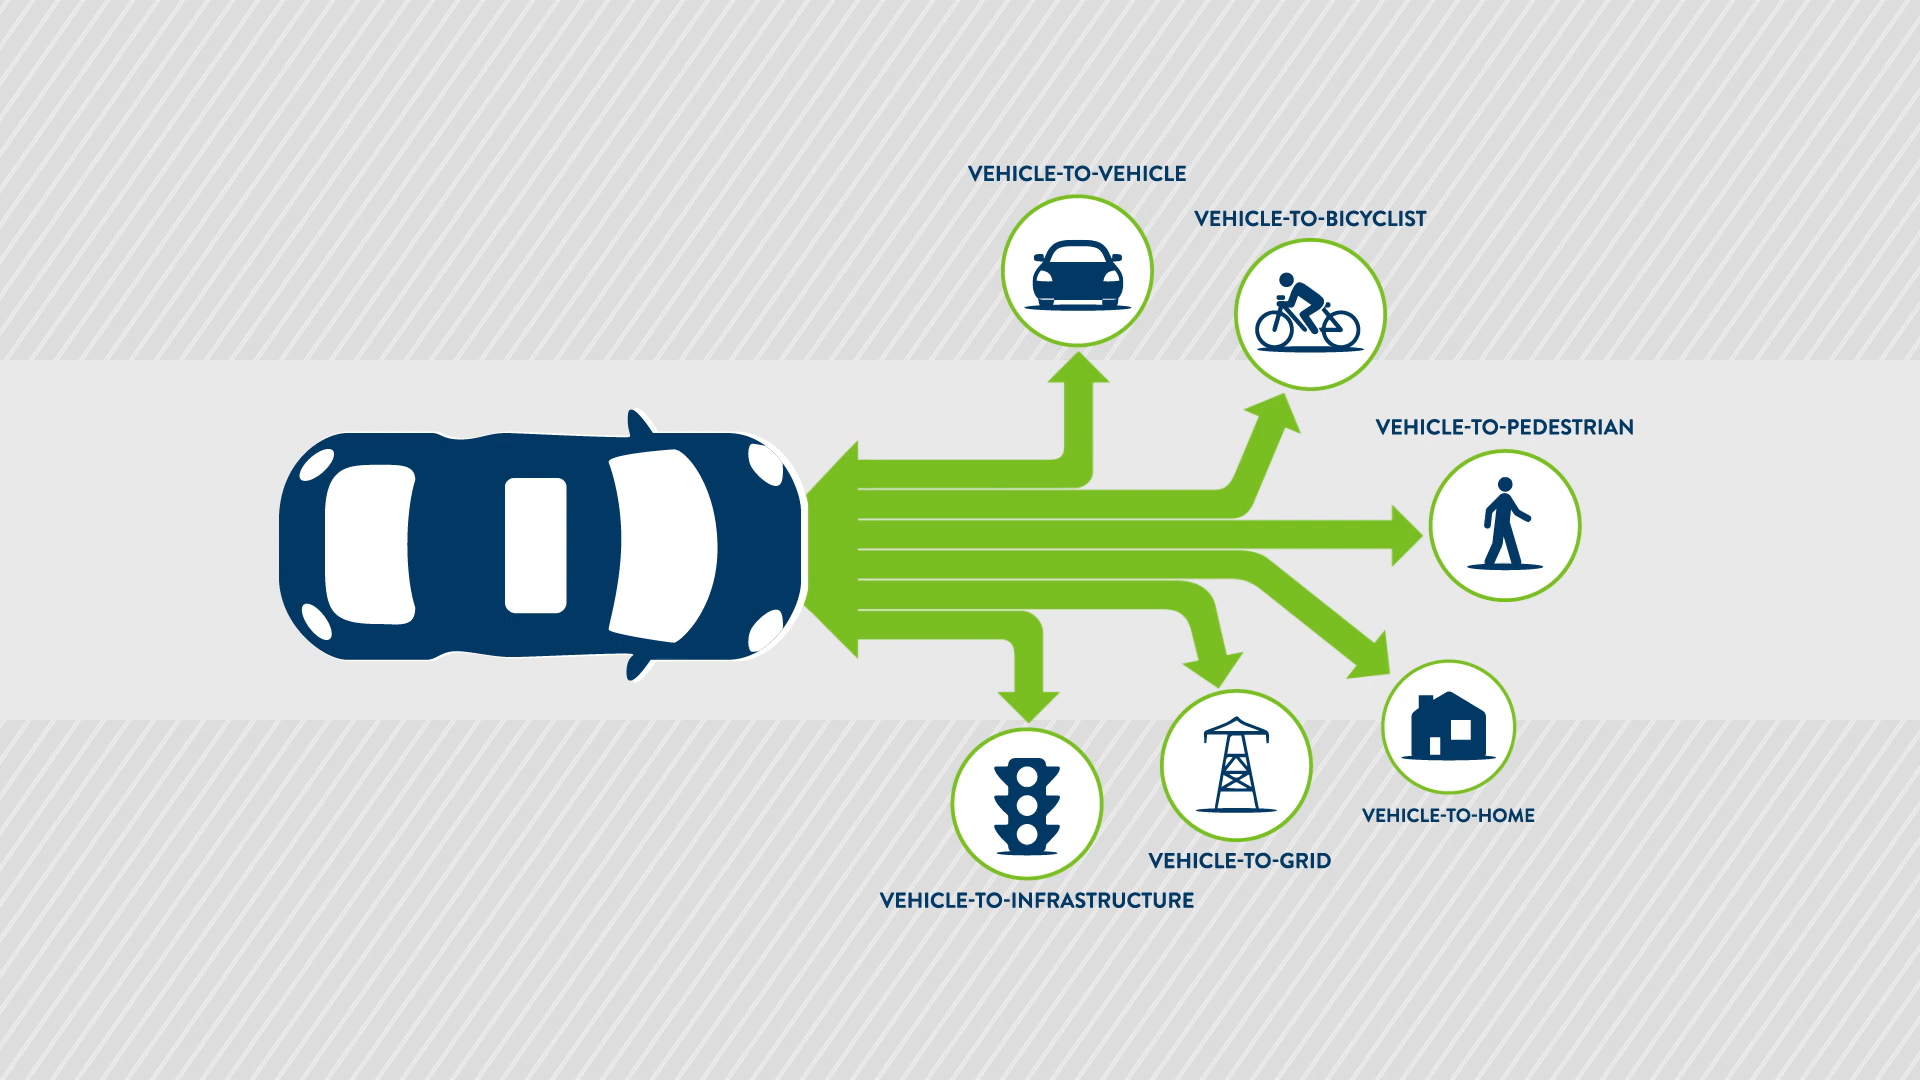 VEHICLE-TO-VEHICLE
VEHICLE-TO-BICYCLIST
VEHICLE-TO-PEDESTRIAN
VEHICLE-TO-HOME
VEHICLE-TO-GRID
VEHICLE-TO-INFRASTRUCTURE